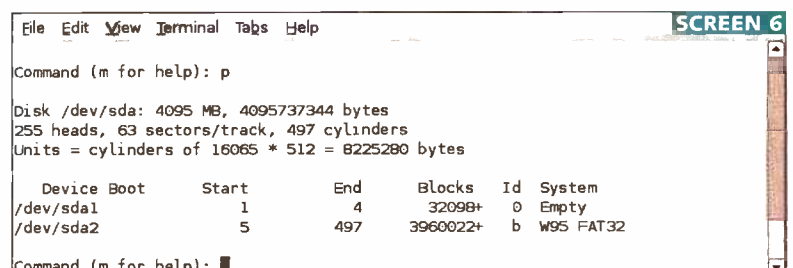 File Edit View Terminal Tabs Help
SCREEN 6
Command (m for help): p
Disk /dev/sda: 4095 MB, 4095737344 bytes
255 heads, 63 sectors/track, 497 cylinders
Units = cylinders of 16065 * 512 = 8225280 bytes
Device Boot Start End Blocks Id System
/dev/sda1 1 4 32098+ 0 Empty
/dev/sda2 5 497 3960022+ b W95 FAT32
Command (m for help):